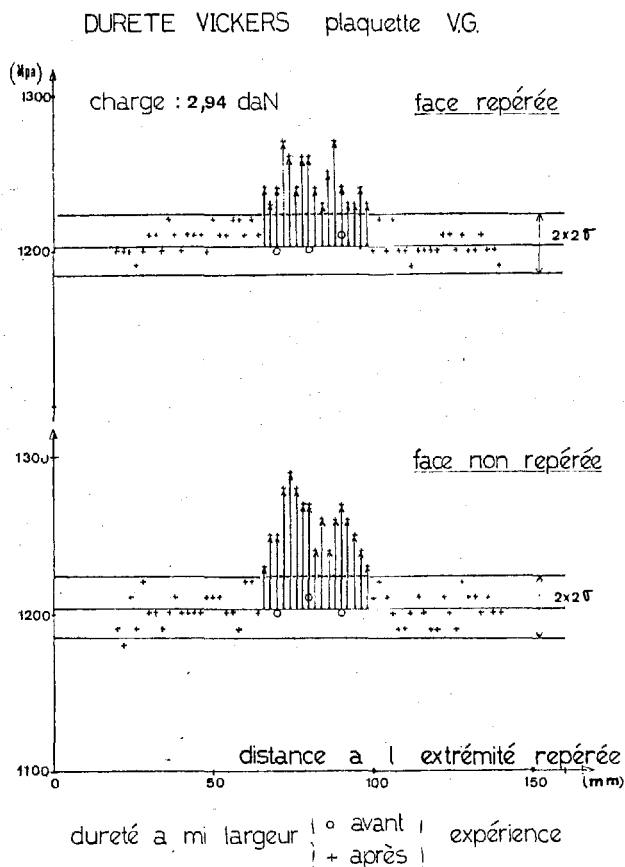 DURETE VICKERS plaquette V.G.
(Mpa)
1300
charge : 2,94 daN
face repérée
1200
2x2σ
1300
face non repérée
1200
2x2σ
distance a l extrémité repérée
1100
0 50 100 150 (mm)
dureté a mi largeur o avant expérience
+ après